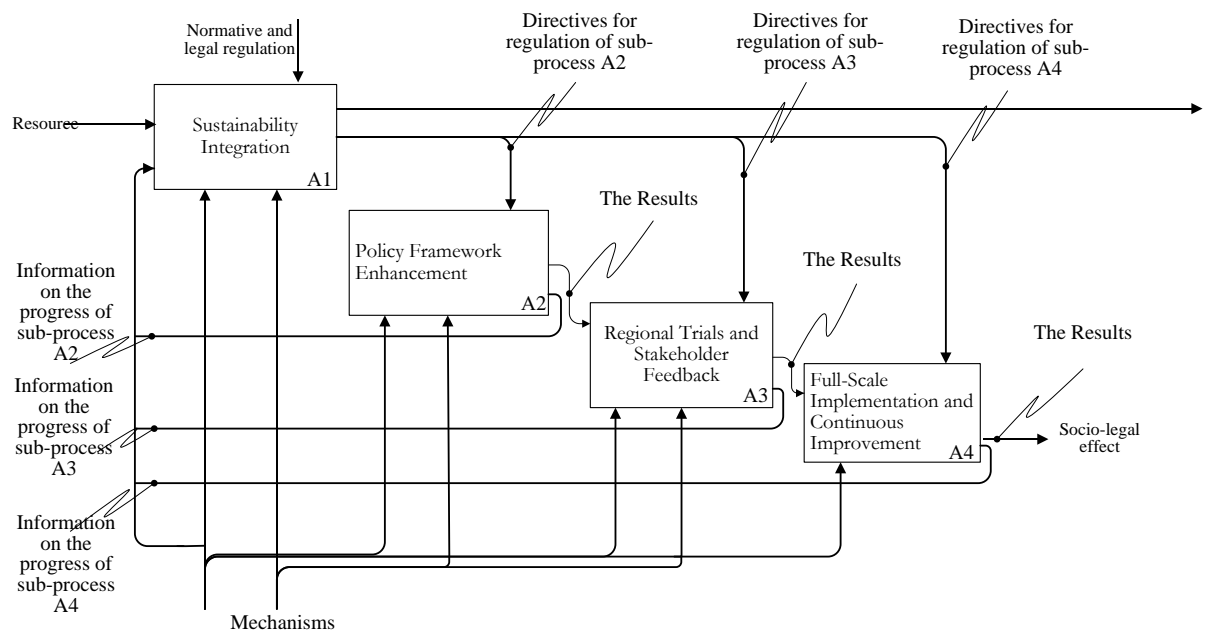 Directives for
regulation of sub-
process A2
Directives for
regulation of sub-
process A3
Directives for
regulation of sub-
process A4
Normative and
legal regulation
Resource
Sustainability
Integration
A1
The Results
Policy Framework
Enhancement
A2
The Results
Information
on the
progress of
sub-process
A2
Regional Trials and
Stakeholder
Feedback
A3
The Results
Full-Scale
Implementation and
Continuous
Improvement
A4
Socio-legal
effect
Information
on the
progress of
sub-process
A3
Information
on the
progress of
sub-process
A4
Mechanisms